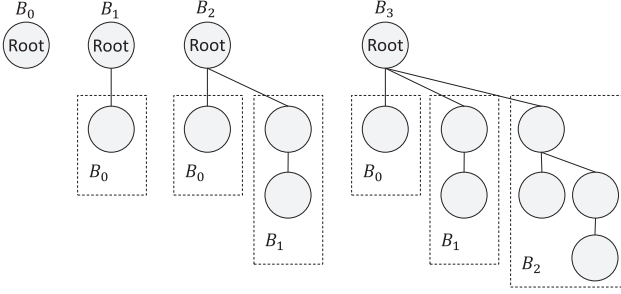 B₀ B₁ B₂ B₃
Root Root Root Root
B₀ B₀ B₀
B₁ B₁
B₂